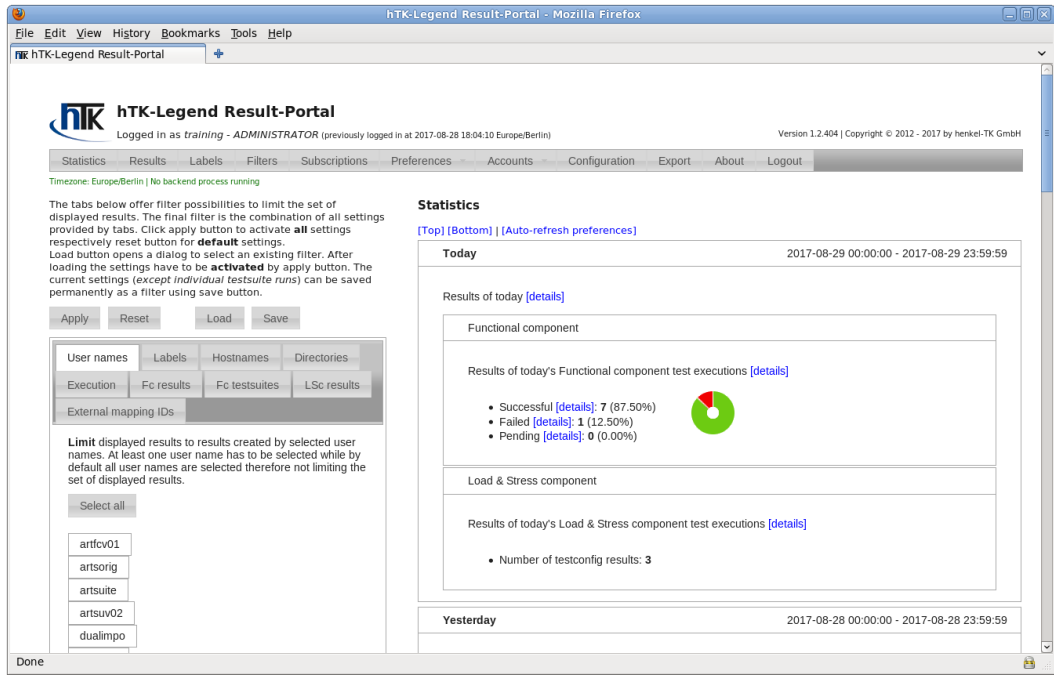 hTK-Legend Result-Portal - Mozilla Firefox
File Edit View History Bookmarks Tools Help
hTK hTK-Legend Result-Portal
hTK
hTK-Legend Result-Portal
Logged in as training - ADMINISTRATOR (previously logged in at 2017-08-28 18:04:10 Europe/Berlin)
Version 1.2.404 | Copyright © 2012 - 2017 by henkel-TK GmbH
Statistics Results Labels Filters Subscriptions Preferences Accounts Configuration Export About Logout
Timezone: Europe/Berlin | No backend process running
The tabs below offer filter possibilities to limit the set of
displayed results. The final filter is the combination of all settings
provided by tabs. Click apply button to activate all settings
respectively reset button for default settings.
Load button opens a dialog to select an existing filter. After
loading the settings have to be activated by apply button. The
current settings (except individual testsuite runs) can be saved
permanently as a filter using save button.
Apply Reset Load Save
User names Labels Hostnames Directories
Execution Fc results Fc testsuites LSc results
External mapping IDs
Limit displayed results to results created by selected user
names. At least one user name has to be selected while by
default all user names are selected therefore not limiting the
set of displayed results.
Select all
artfcv01
artsorig
artsuite
artsuv02
dualimpo
Statistics
[Top] [Bottom] | [Auto-refresh preferences]
Today 2017-08-29 00:00:00 - 2017-08-29 23:59:59
Results of today [details]
Functional component
Results of today's Functional component test executions [details]
• Successful [details]: 7 (87.50%)
• Failed [details]: 1 (12.50%)
• Pending [details]: 0 (0.00%)
Load & Stress component
Results of today's Load & Stress component test executions [details]
• Number of testconfig results: 3
Yesterday 2017-08-28 00:00:00 - 2017-08-28 23:59:59
Done